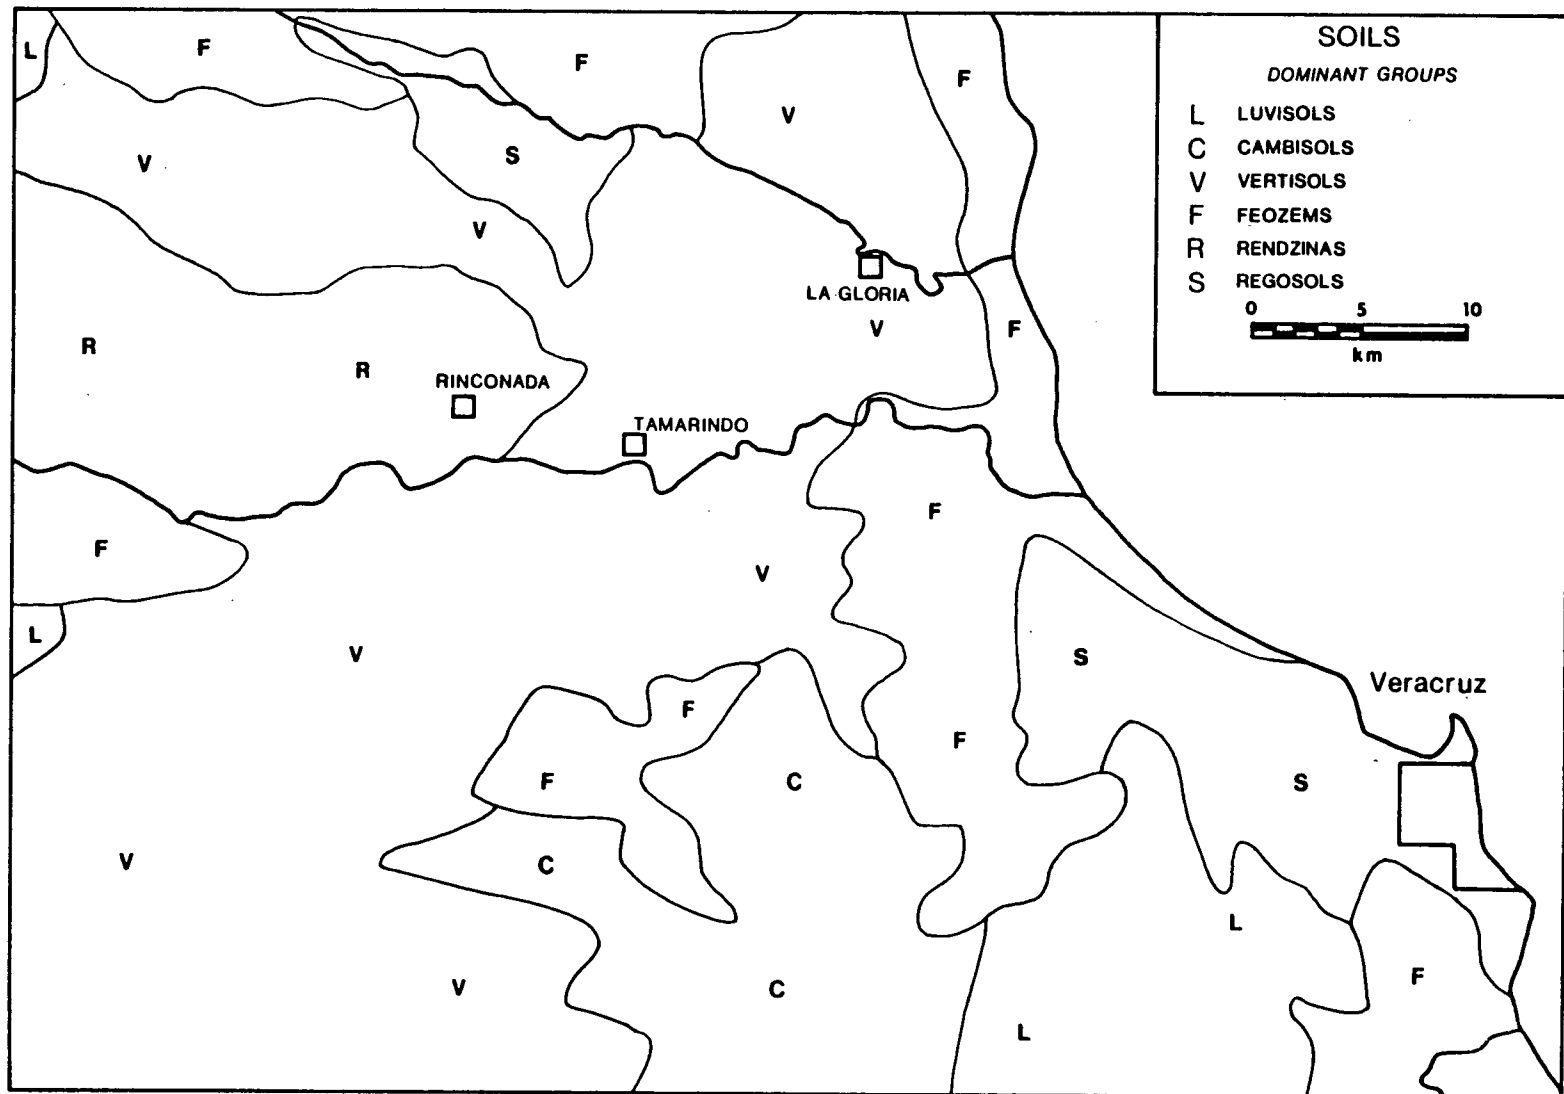 SOILS
DOMINANT GROUPS
L LUVISOLS
C CAMBISOLS
V VERTISOLS
F FEOZEMS
R RENDZINAS
S REGOSOLS
0 5 10
km
L
F
F
F
V
V
S
V
LA GLORIA
V
F
R
R
RINCONADA
TAMARINDO
F
F
V
L
V
S
Veracruz
F
F
F
C
S
V
C
L
V
C
F
L